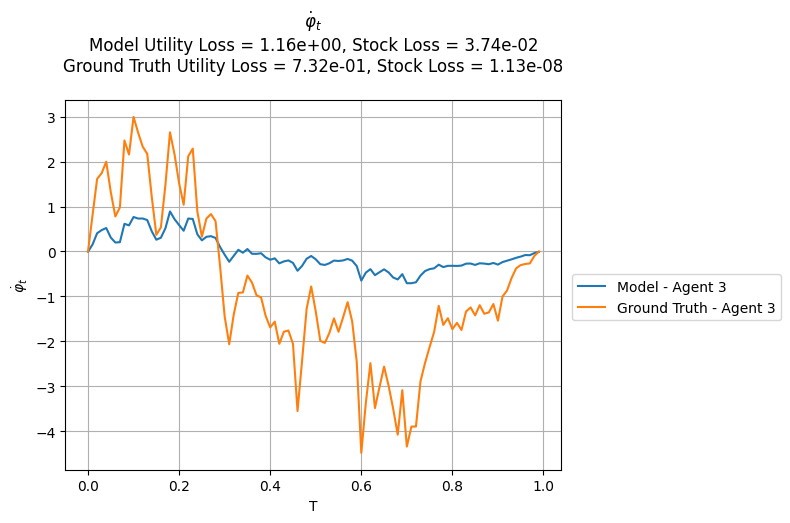 φ̇_t
Model Utility Loss = 1.16e+00, Stock Loss = 3.74e-02
Ground Truth Utility Loss = 7.32e-01, Stock Loss = 1.13e-08
3
2
1
0
−1
−2
−3
−4
φ̇_t
0.0 0.2 0.4 0.6 0.8 1.0
T
Model - Agent 3
Ground Truth - Agent 3